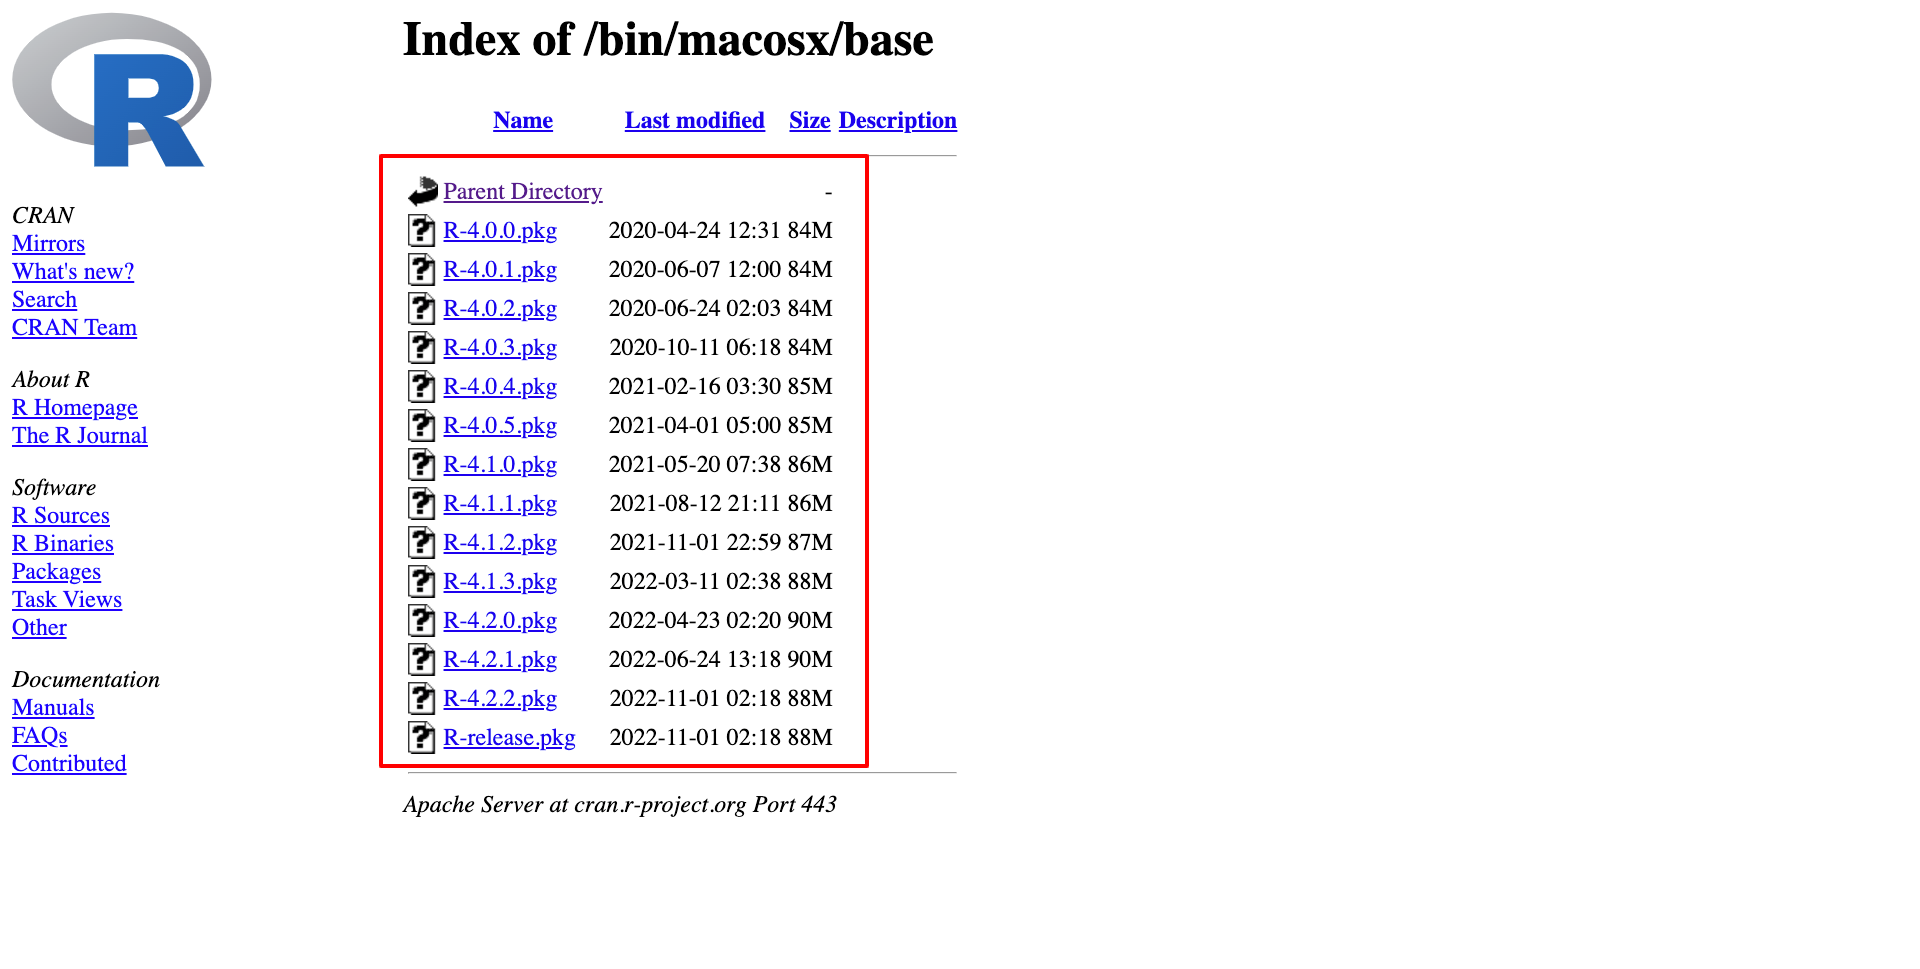 R
CRAN
Mirrors
What's new?
Search
CRAN Team
About R
R Homepage
The R Journal
Software
R Sources
R Binaries
Packages
Task Views
Other
Documentation
Manuals
FAQs
Contributed
Index of /bin/macosx/base
Name Last modified Size Description
Parent Directory -
? R-4.0.0.pkg 2020-04-24 12:31 84M
? R-4.0.1.pkg 2020-06-07 12:00 84M
? R-4.0.2.pkg 2020-06-24 02:03 84M
? R-4.0.3.pkg 2020-10-11 06:18 84M
? R-4.0.4.pkg 2021-02-16 03:30 85M
? R-4.0.5.pkg 2021-04-01 05:00 85M
? R-4.1.0.pkg 2021-05-20 07:38 86M
? R-4.1.1.pkg 2021-08-12 21:11 86M
? R-4.1.2.pkg 2021-11-01 22:59 87M
? R-4.1.3.pkg 2022-03-11 02:38 88M
? R-4.2.0.pkg 2022-04-23 02:20 90M
? R-4.2.1.pkg 2022-06-24 13:18 90M
? R-4.2.2.pkg 2022-11-01 02:18 88M
? R-release.pkg 2022-11-01 02:18 88M
Apache Server at cran.r-project.org Port 443